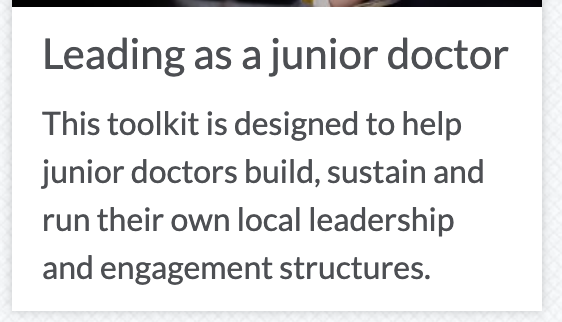 Leading as a junior doctor
This toolkit is designed to help
junior doctors build, sustain and
run their own local leadership
and engagement structures.